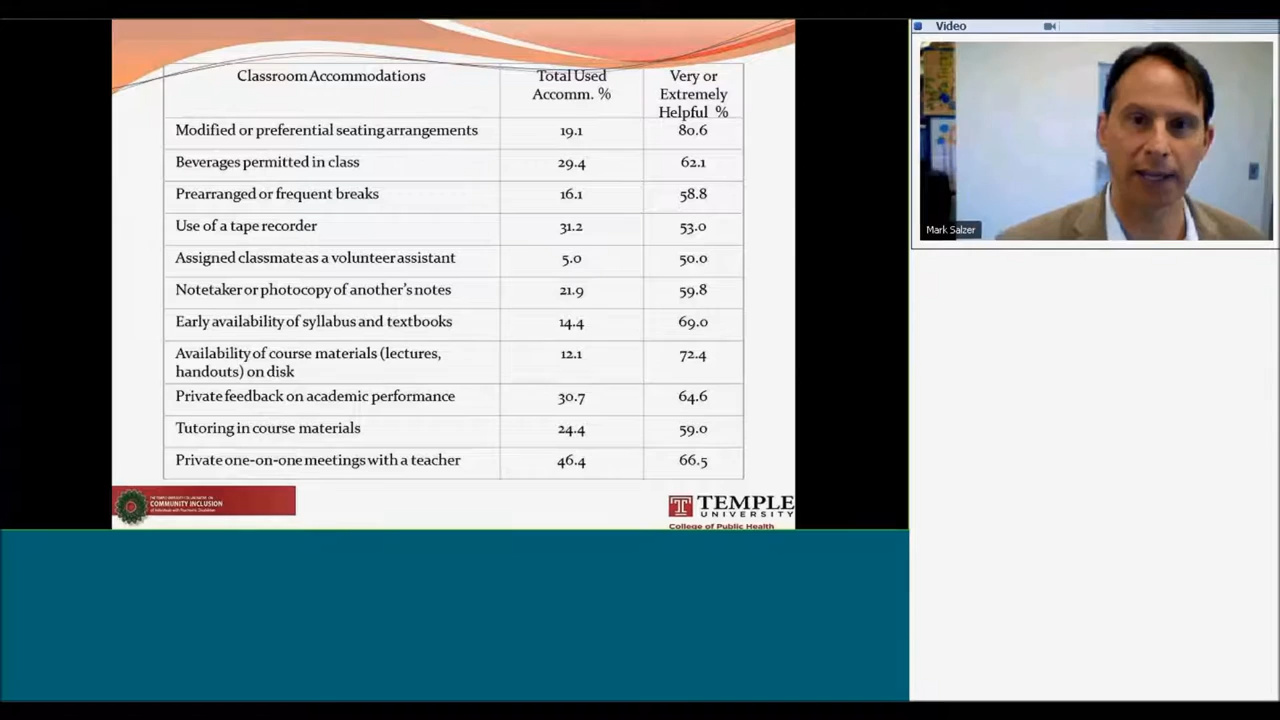 Classroom Accommodations Total Used Very or
Accomm. % Extremely
Helpful %
Modified or preferential seating arrangements 19.1 80.6
Beverages permitted in class 29.4 62.1
Prearranged or frequent breaks 16.1 58.8
Use of a tape recorder 31.2 53.0
Assigned classmate as a volunteer assistant 5.0 50.0
Notetaker or photocopy of another's notes 21.9 59.8
Early availability of syllabus and textbooks 14.4 69.0
Availability of course materials (lectures, 12.1 72.4
handouts) on disk
Private feedback on academic performance 30.7 64.6
Tutoring in course materials 24.4 59.0
Private one-on-one meetings with a teacher 46.4 66.5
COMMUNITY INCLUSION
TEMPLE
UNIVERSITY
College of Public Health
Video
Mark Salzer